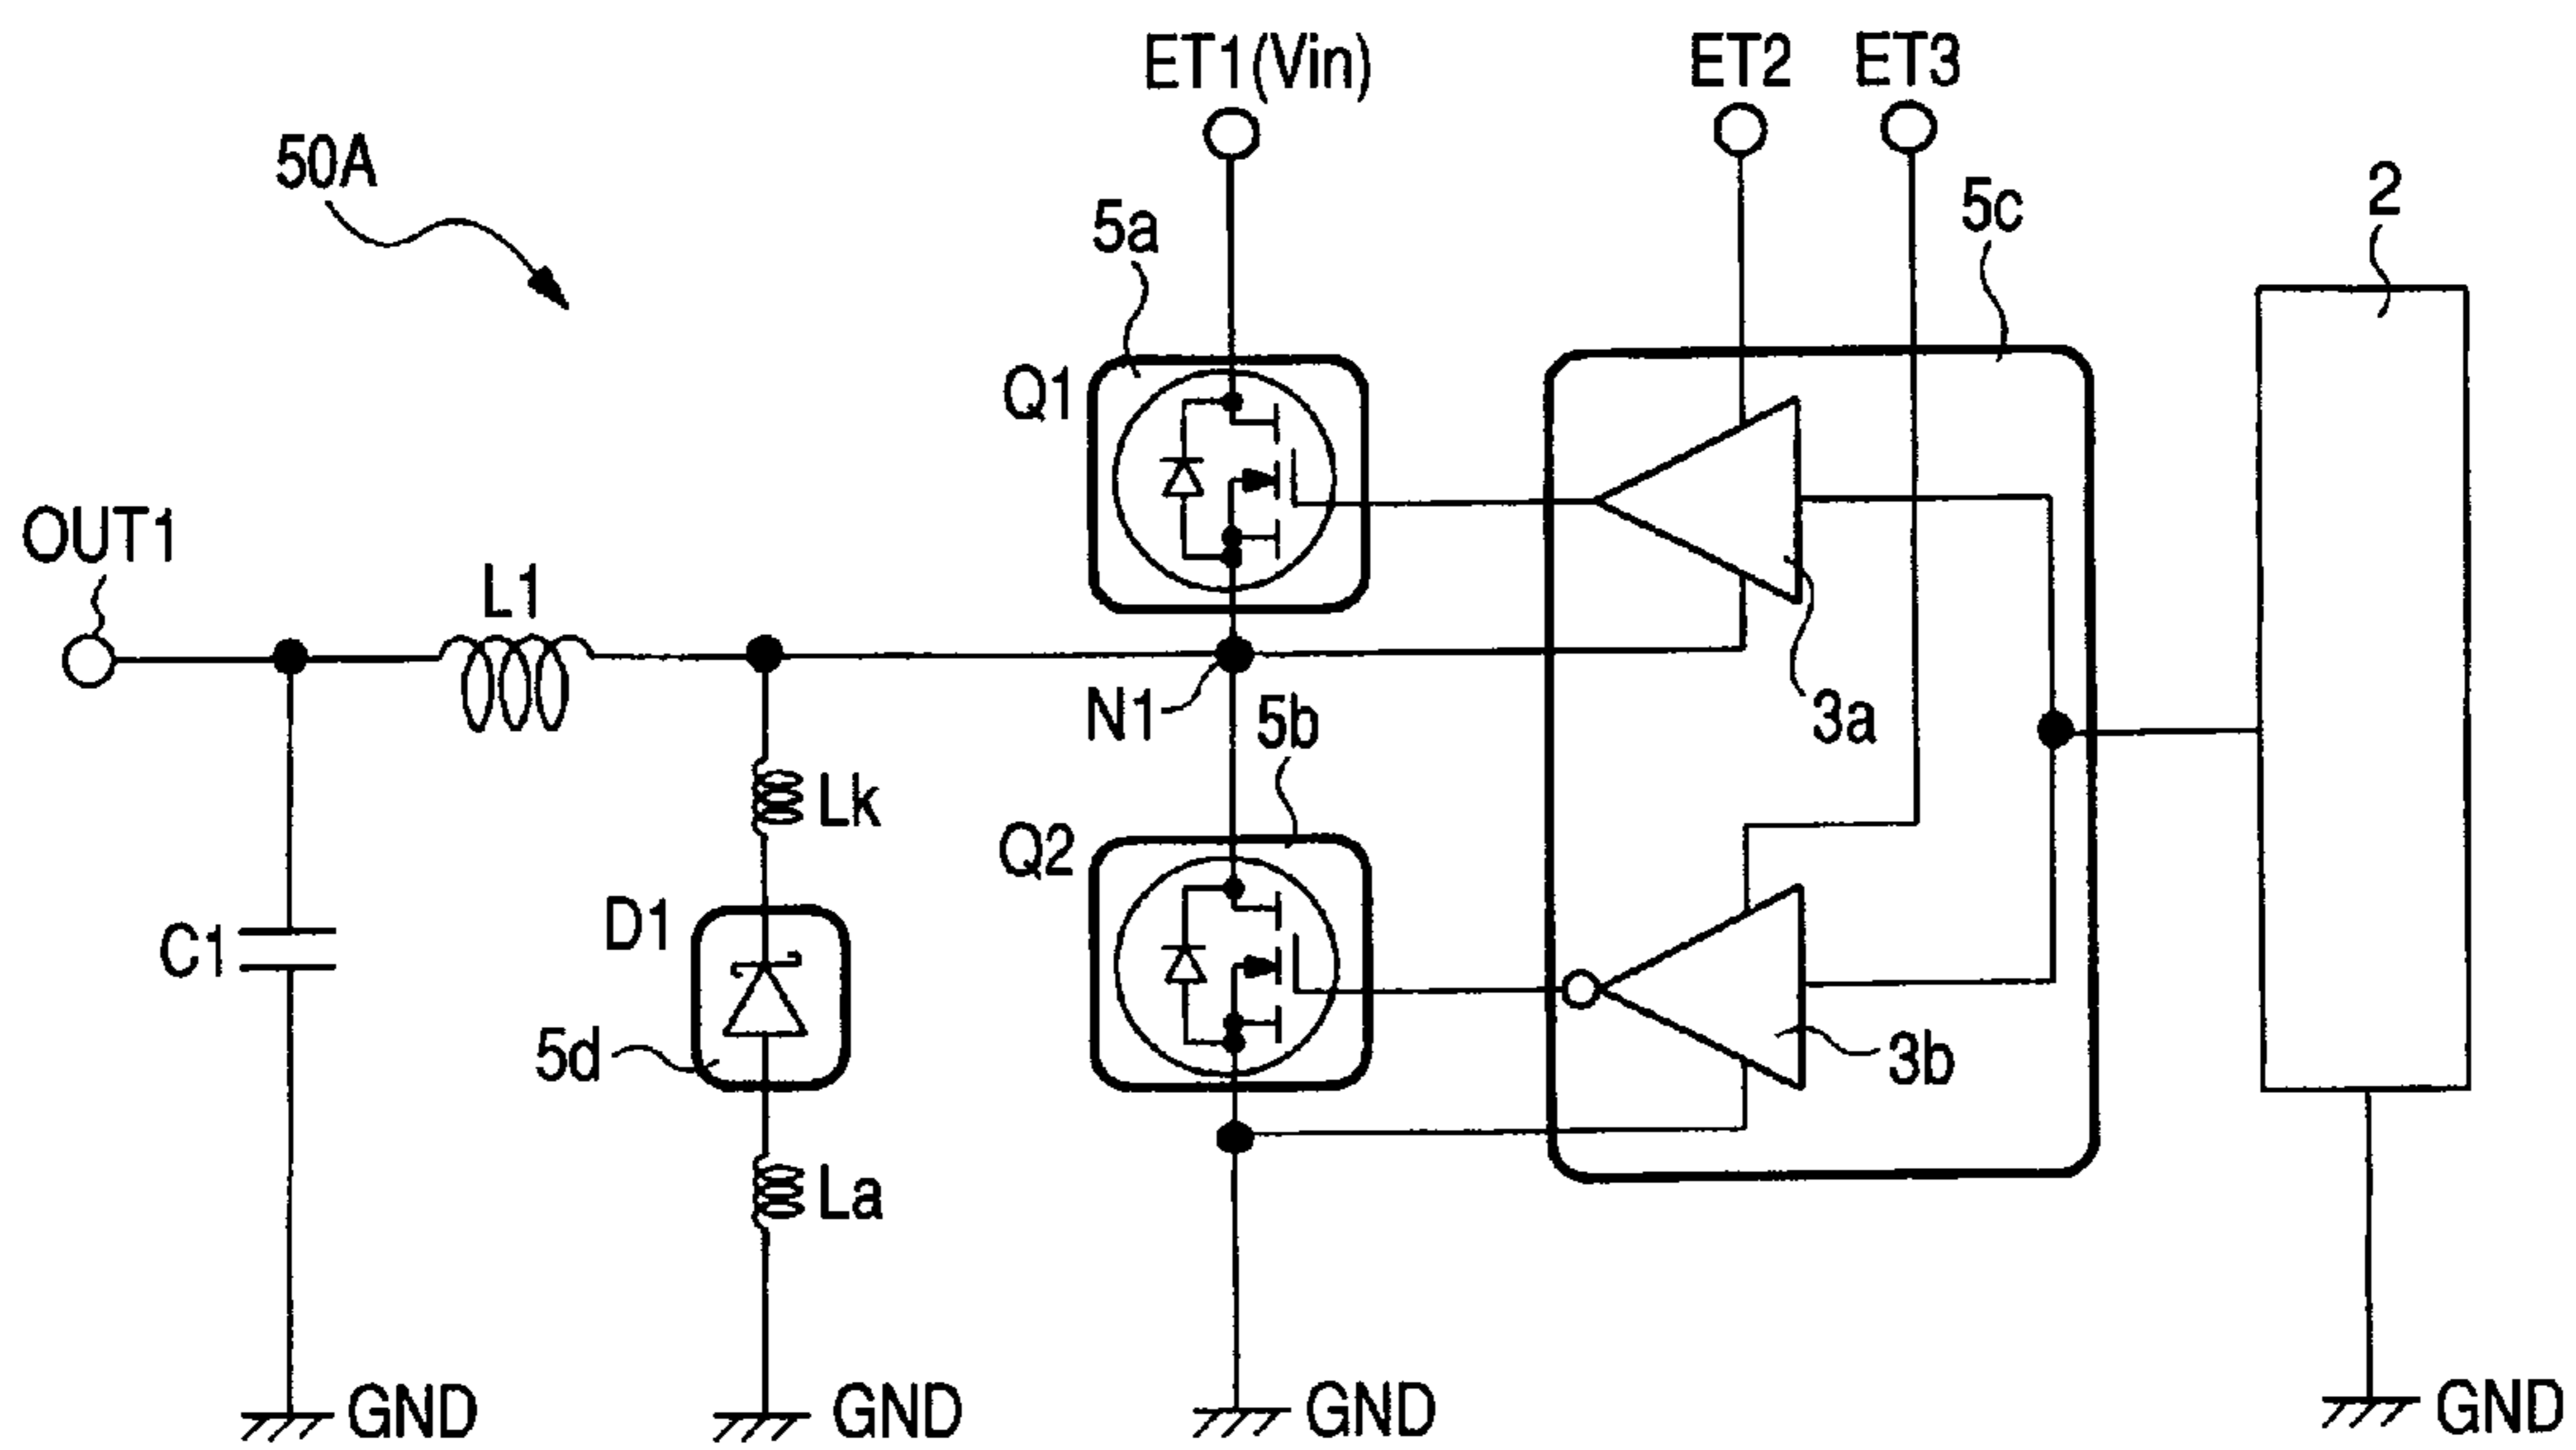 ET1(Vin)
ET2
ET3
50A
5a
5c
2
Q1
OUT1
L1
N1
5b
3a
Lk
Q2
D1
C1
5d
3b
La
GND
GND
GND
GND